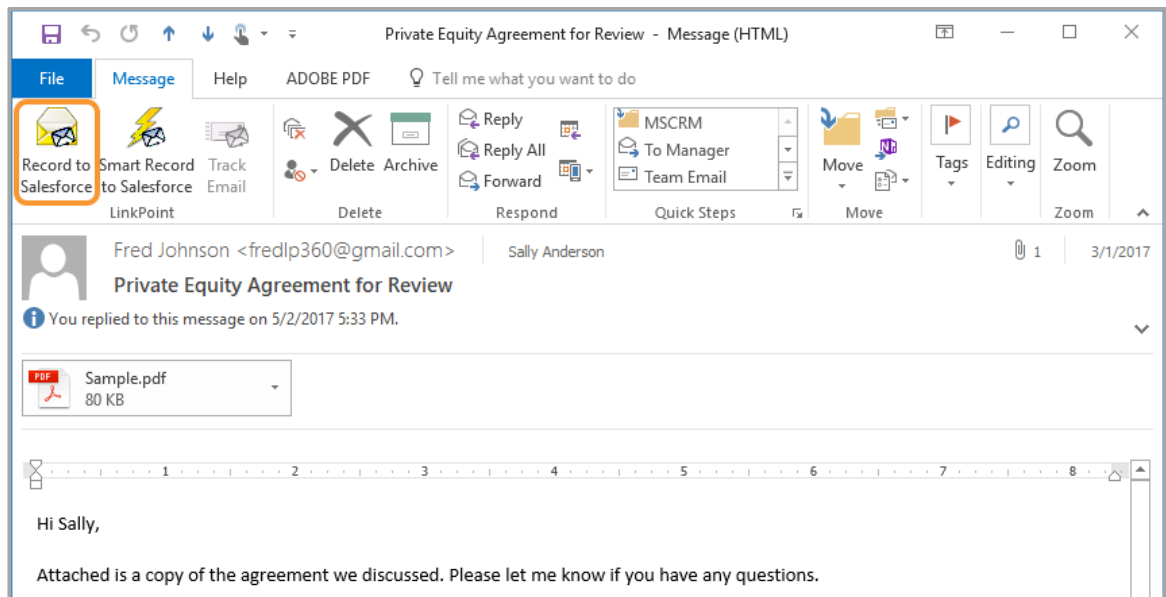 Private Equity Agreement for Review - Message (HTML)
File Message Help ADOBE PDF Tell me what you want to do
Record to Salesforce
Smart Record to Salesforce
Track Email
LinkPoint
Delete Archive
Delete
Reply
Reply All
Forward
Respond
MSCRM
To Manager
Team Email
Quick Steps
Move
Move
Tags
Editing
Zoom
Zoom
Fred Johnson <fredlp360@gmail.com> Sally Anderson 1 3/1/2017
Private Equity Agreement for Review
You replied to this message on 5/2/2017 5:33 PM.
PDF
Sample.pdf
80 KB
1 2 3 4 5 6 7 8
Hi Sally,
Attached is a copy of the agreement we discussed. Please let me know if you have any questions.